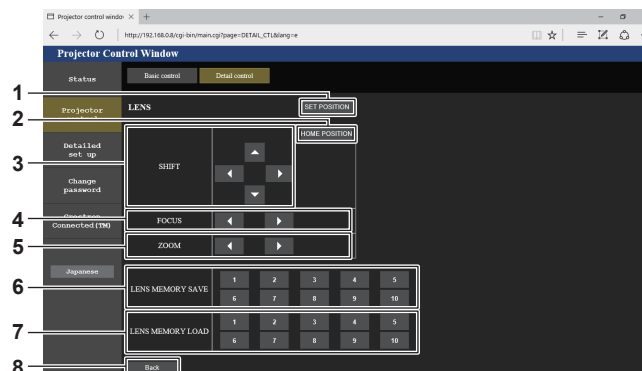 Projector control window
http://192.168.0.8/cgi-bin/main.cgi?page=DETAIL_CTL&lang=e
Projector Control Window
Status
Basic control
Detail control
1
Projector
LENS
SET POSITION
2
HOME POSITION
Detailed
set up
3
SHIFT
Change
password
4
Connected(TM)
FOCUS
5
ZOOM
Japanese
6
LENS MEMORY SAVE
1 2 3 4 5
6 7 8 9 10
7
LENS MEMORY LOAD
1 2 3 4 5
6 7 8 9 10
8
Back